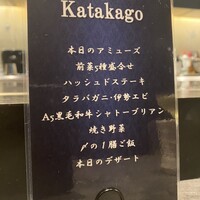 Katakago
本日のアミューズ
前菜5種盛合せ
ハッシュドステーキ
タラバガニ・伊勢エビ
A5黒毛和牛シャトーブリアン
焼き野菜
〆の1膳ご飯
本日のデザート